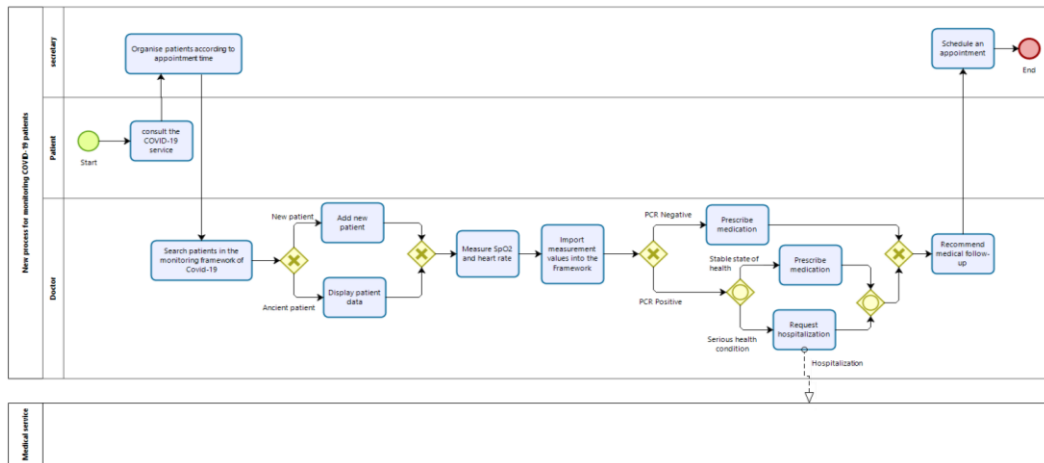 New process for monitoring COVID-19 patients
secretary
Organise patients according to
appointment time
Schedule an
appointment
End
Patient
Start
consult the
COVID-19
service
Doctor
Search patients in the
monitoring framework of
Covid-19
New patient
Add new
patient
Ancient patient
Display patient
data
Measure SpO2
and heart rate
Import
measurement
values into the
Framework
PCR Negative
Prescribe
medication
PCR Positive
Stable state of
health
Prescribe
medication
Serious health
condition
Request
hospitalization
Hospitalization
Recommend
medical follow-
up
Medical service